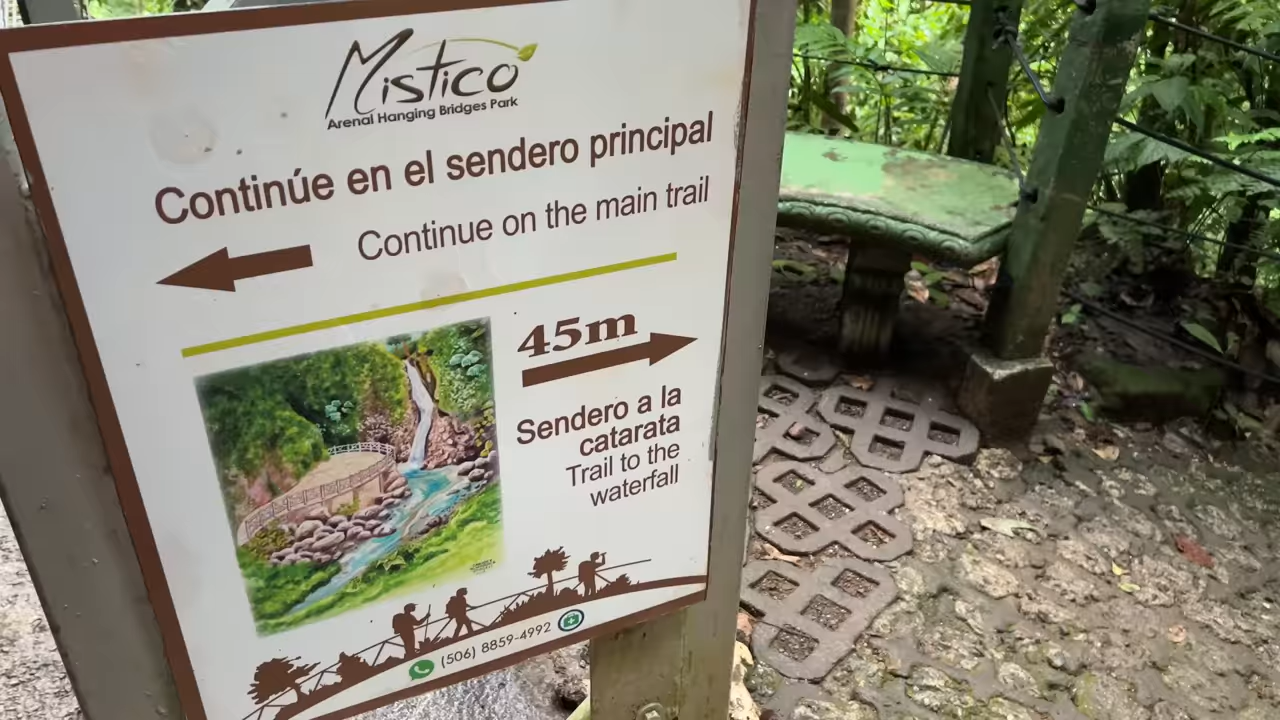 Mistico
Arenal Hanging Bridges Park
Continúe en el sendero principal
Continue on the main trail
45m
Sendero a la
catarata
Trail to the
waterfall
(506) 8859-4992